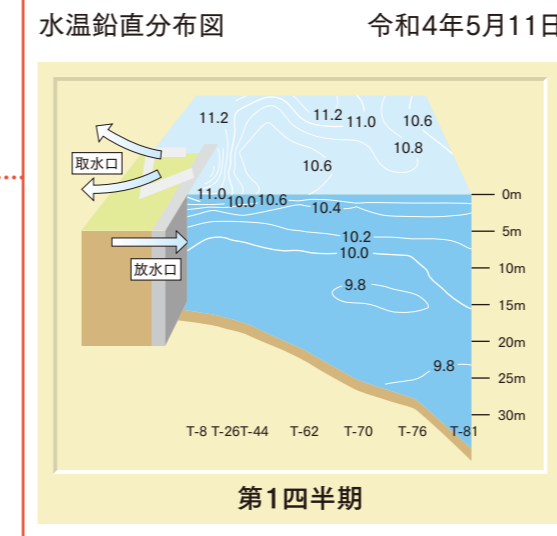 水温鉛直分布図 令和4年5月11日
11.2 11.2 11.0 10.6
10.8
取水口 10.6
11.0 10.0 10.6 10.4 0m
10.2 5m
10.0
放水口 10m
9.8 15m
20m
9.8 25m
30m
T-8 T-26 T-44 T-62 T-70 T-76 T-81
第1四半期